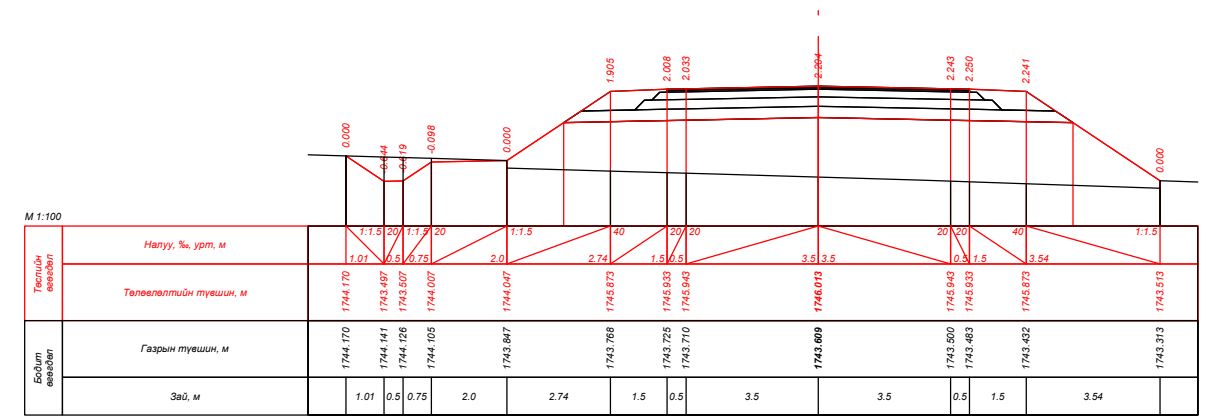 0.000 -0.644 -0.619 -0.098 0.000 1.905 2.008 2.033 2.204 2.243 2.250 2.241 0.000
М 1:100
Төслийн өгөгдөл
Налуу, ‰, урт, м
1:1.5 20 1:1.5 20 1:1.5 40 20 20 20 20 40 1:1.5
1.01 0.5 0.75 2.0 2.74 1.5 0.5 3.5 3.5 0.5 1.5 3.54
Төлөвлөлтийн түвшин, м
1744.170 1743.497 1743.507 1744.007 1744.047 1745.873 1745.933 1745.943 1746.013 1745.943 1745.933 1745.873 1743.513
Бодит өгөгдөл
Газрын түвшин, м
1744.170 1744.141 1744.126 1744.105 1743.847 1743.768 1743.725 1743.710 1743.609 1743.500 1743.483 1743.432 1743.313
Зай, м
1.01 0.5 0.75 2.0 2.74 1.5 0.5 3.5 3.5 0.5 1.5 3.54